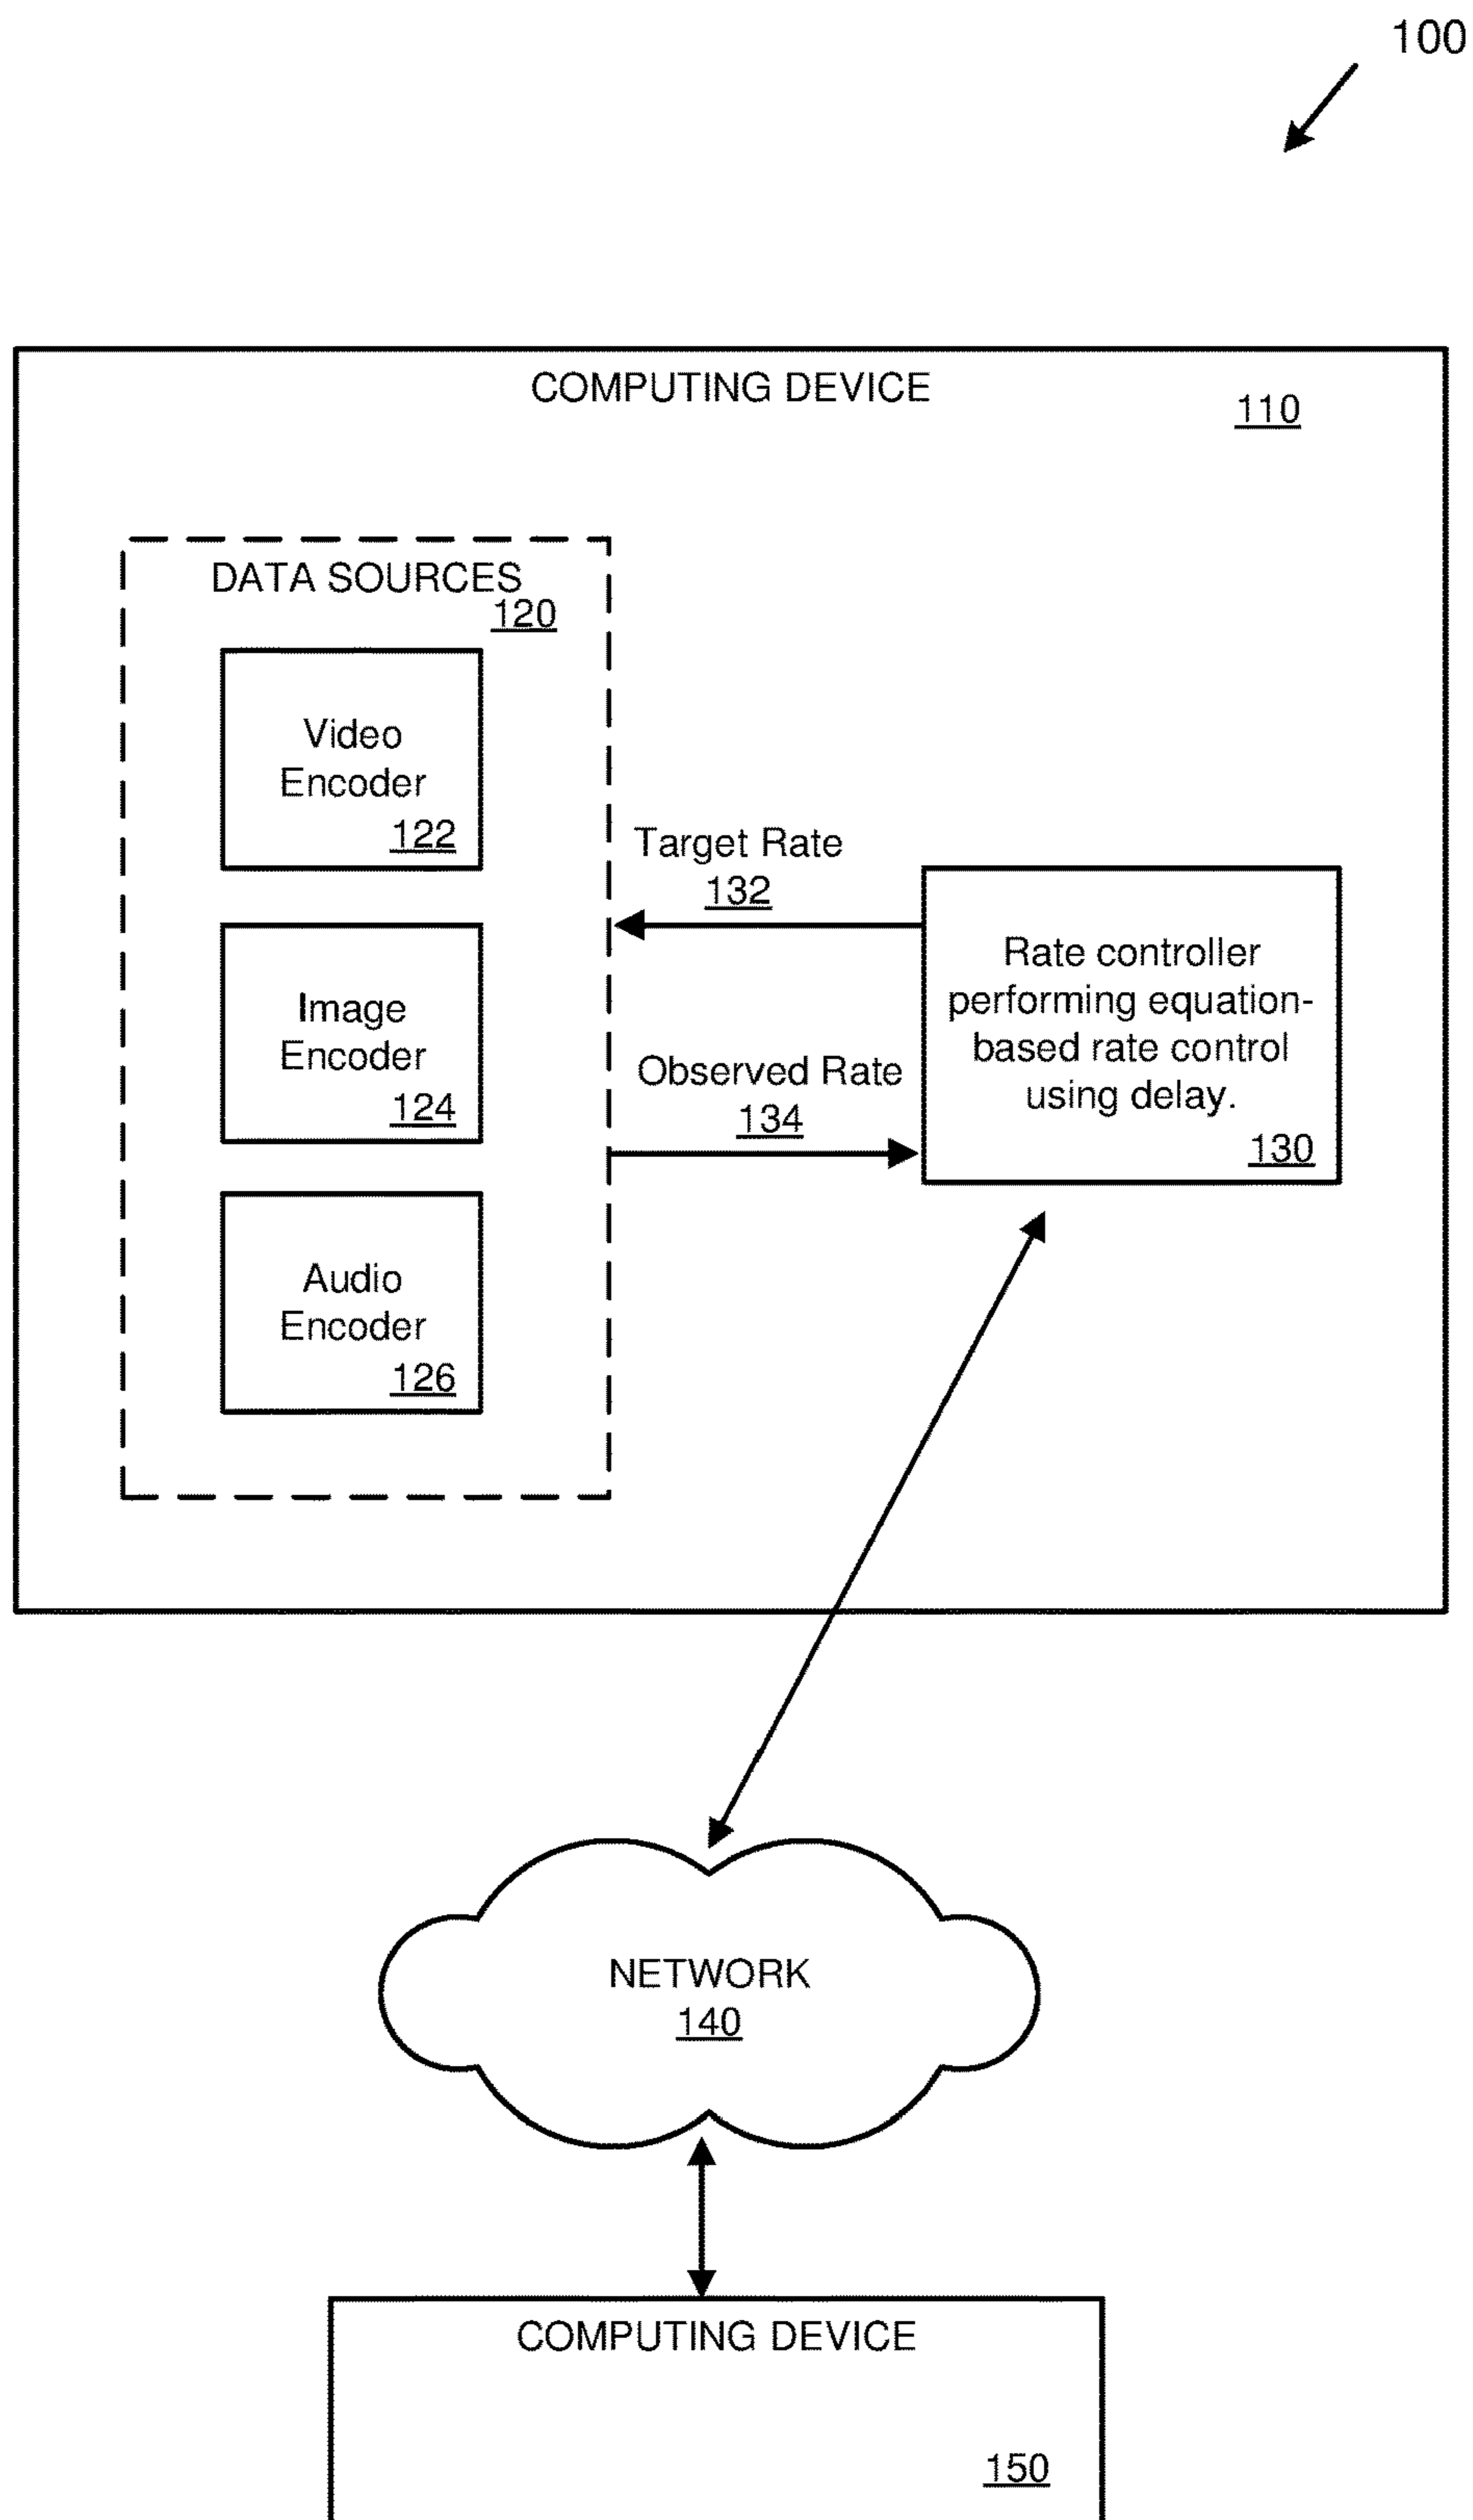 100
COMPUTING DEVICE
110
DATA SOURCES
120
Video
Encoder
122
Image
Encoder
124
Audio
Encoder
126
Target Rate
132
Observed Rate
134
Rate controller
performing equation-
based rate control
using delay.
130
NETWORK
140
COMPUTING DEVICE
150